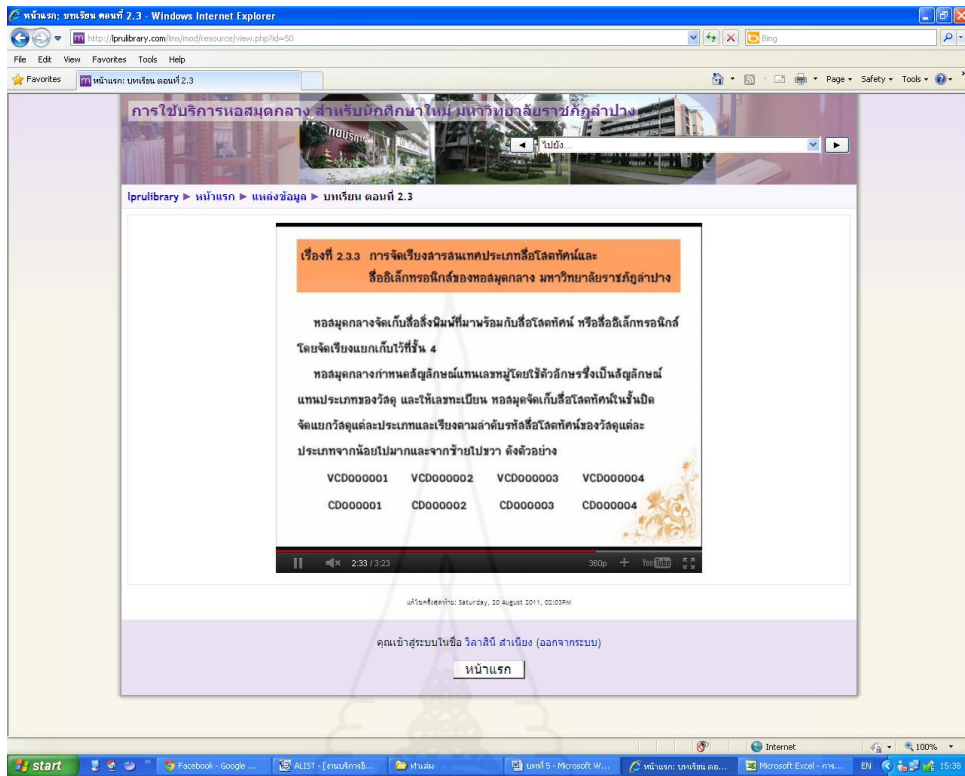 หน้าแรก: บทเรียน ตอนที่ 2.3 - Windows Internet Explorer
http://lprulibrary.com/lms/mod/resource/view.php?id=50
Bing
File Edit View Favorites Tools Help
Favorites
หน้าแรก: บทเรียน ตอนที่ 2.3
Page
Safety
Tools
การใช้บริการหอสมุดกลาง สำหรับนักศึกษาใหม่ มหาวิทยาลัยราชภัฏลำปาง
ไปยัง...
lprulibrary ► หน้าแรก ► แหล่งข้อมูล ► บทเรียน ตอนที่ 2.3
เรื่องที่ 2.3.3 การจัดเรียงสารสนเทศประเภทสื่อโสตทัศน์และ
สื่ออิเล็กทรอนิกส์ของหอสมุดกลาง มหาวิทยาลัยราชภัฏลำปาง
หอสมุดกลางจัดเก็บสื่อสิ่งพิมพ์ที่มาพร้อมกับสื่อโสตทัศน์ หรือสื่ออิเล็กทรอนิกส์
โดยจัดเรียงแยกเก็บไว้ที่ชั้น 4
หอสมุดกลางกำหนดสัญลักษณ์แทนเลขหมู่โดยใช้ตัวอักษรซึ่งเป็นสัญลักษณ์
แทนประเภทของวัสดุ และให้เลขทะเบียน หอสมุดจัดเก็บสื่อโสตทัศน์ในชั้นปิด
จัดแยกวัสดุแต่ละประเภทและเรียงตามลำดับรหัสสื่อโสตทัศน์ของวัสดุแต่ละ
ประเภทจากน้อยไปมากและจากซ้ายไปขวา ดังตัวอย่าง
VCD000001 VCD000002 VCD000003 VCD000004
CD000001 CD000002 CD000003 CD000004
2:33 / 3:23
360p
YouTube
แก้ไขครั้งสุดท้าย: Saturday, 20 August 2011, 02:03PM
คุณเข้าสู่ระบบในชื่อ วิลาสินี สำเนียง (ออกจากระบบ)
หน้าแรก
Internet
100%
start
Facebook - Google ...
ALIST - [งานบริการยื...
ทำเล่ม
บทที่ 5 - Microsoft W...
หน้าแรก: บทเรียน ตอ...
Microsoft Excel - การ...
EN
15:38